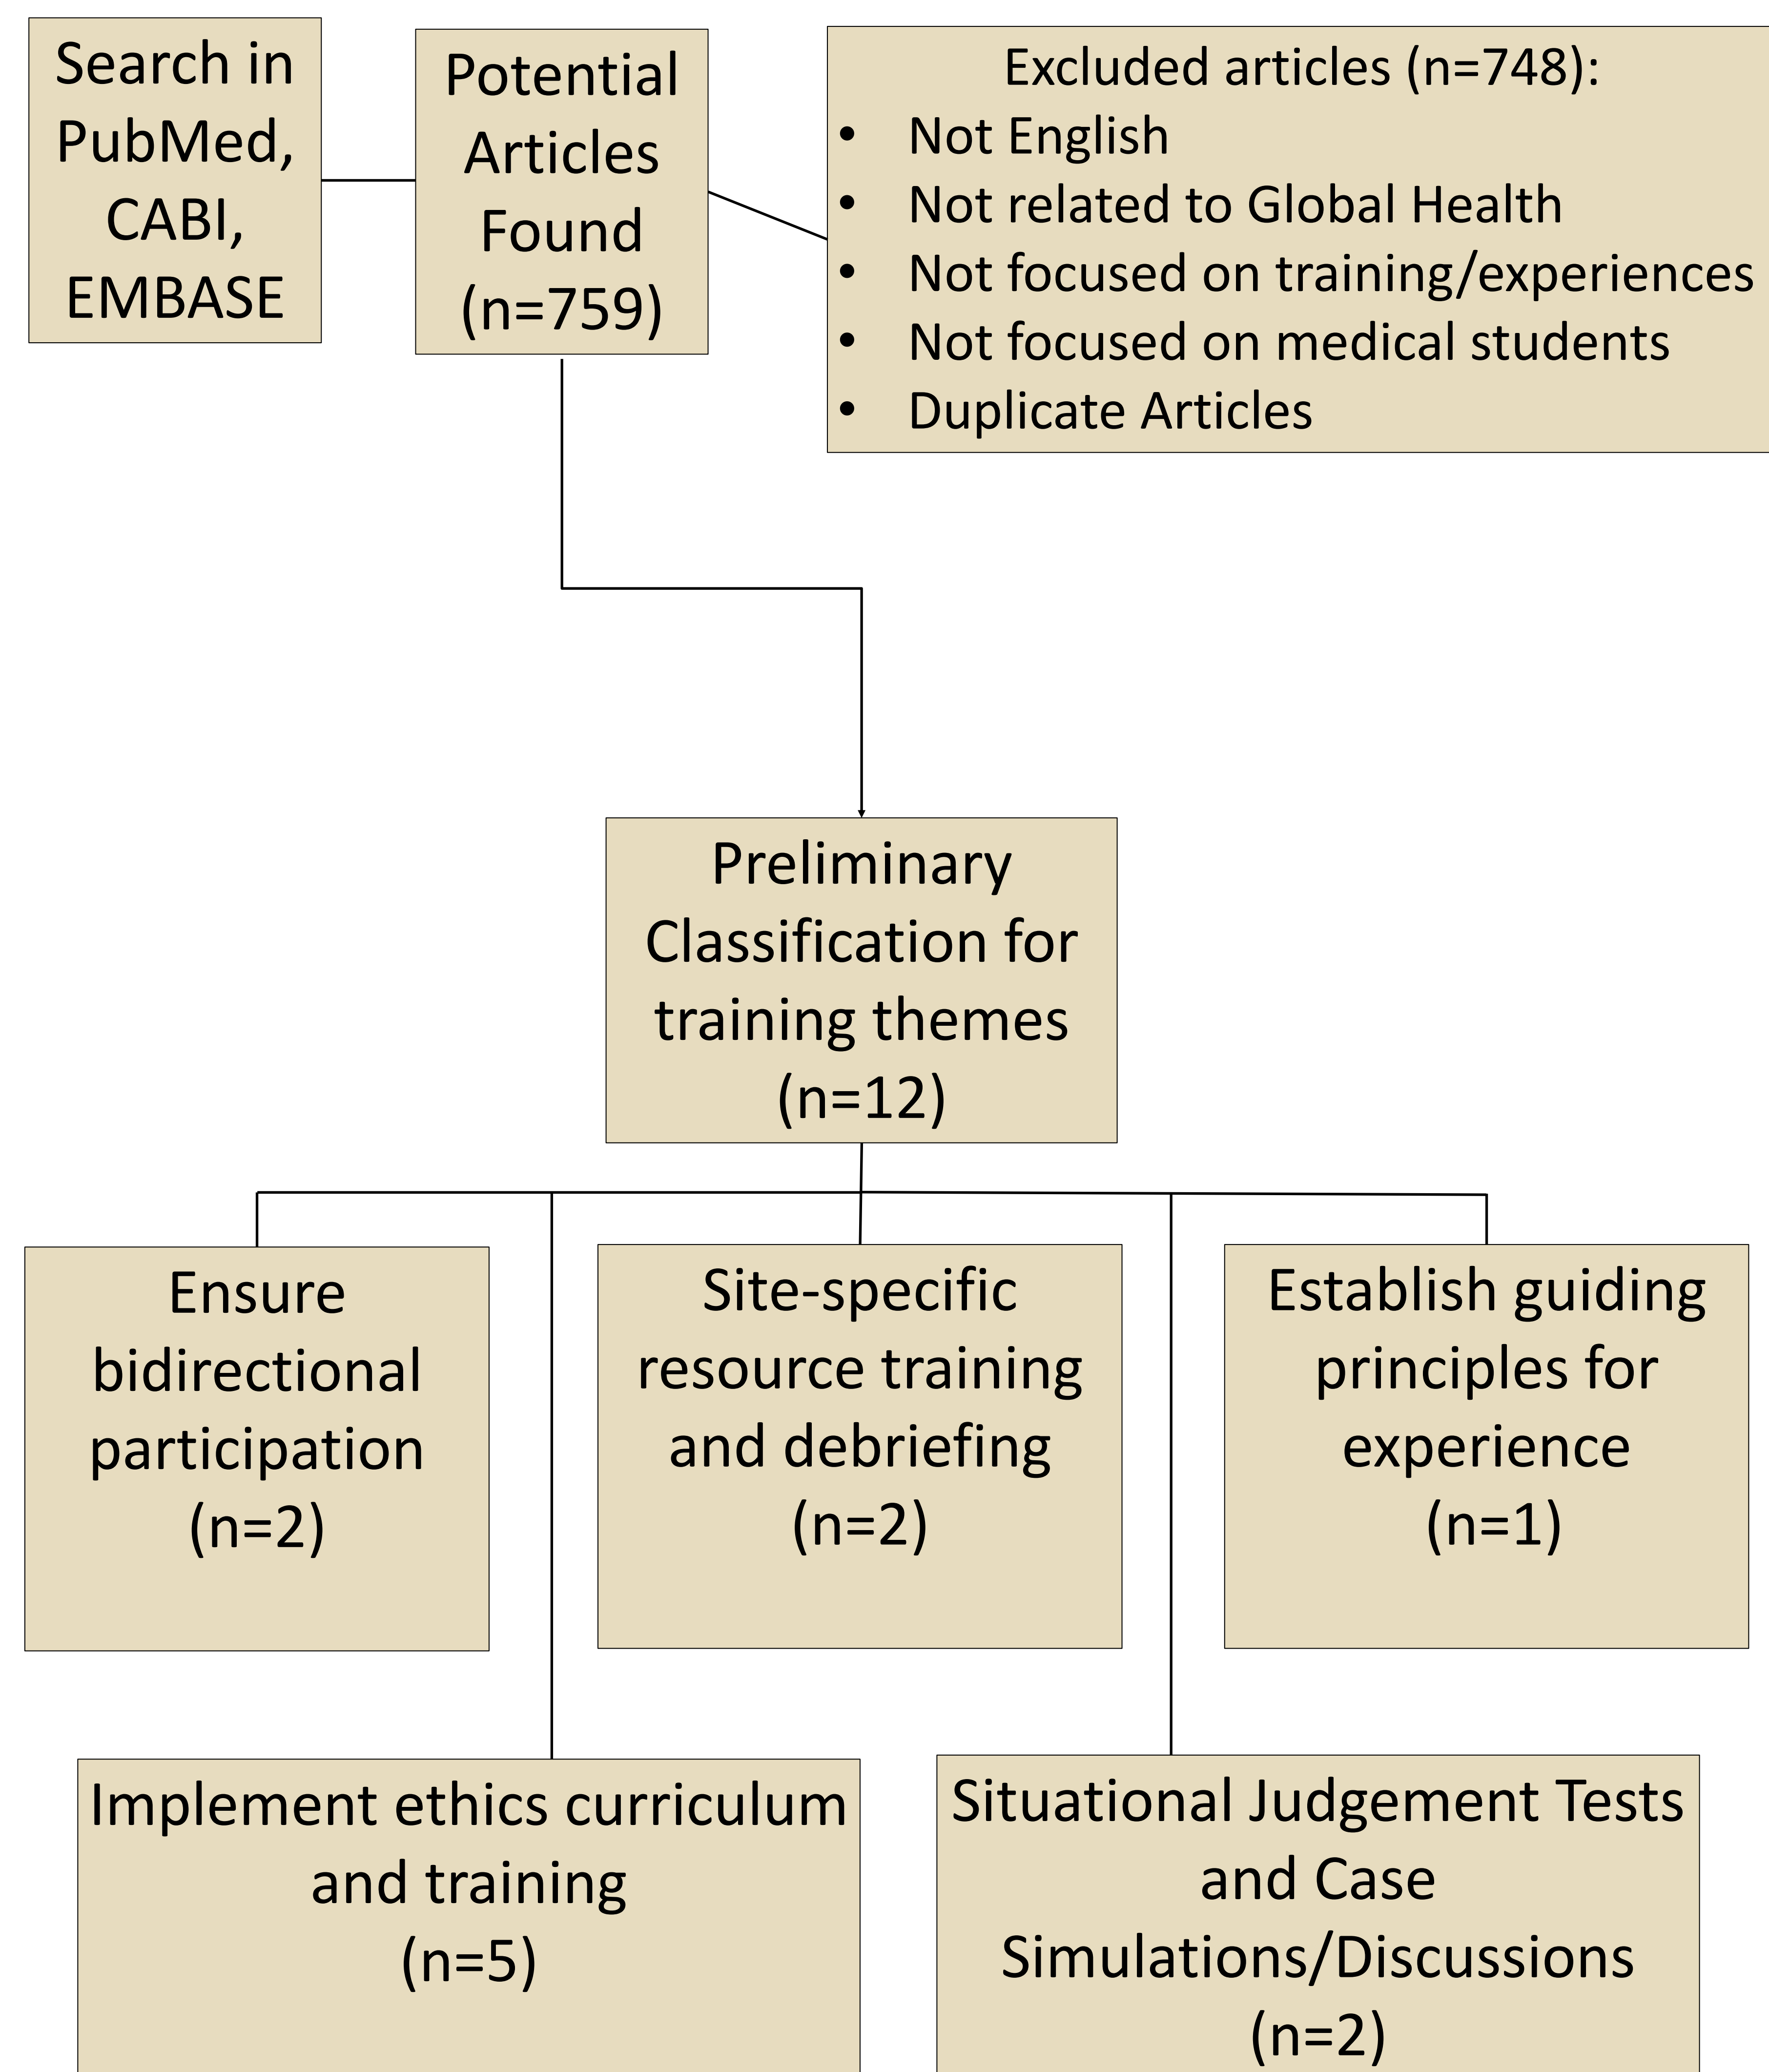 Search in
PubMed,
CABI,
EMBASE
Potential
Articles
Found
(n=759)
Excluded articles (n=748):
• Not English
• Not related to Global Health
• Not focused on training/experiences
• Not focused on medical students
• Duplicate Articles
Preliminary
Classification for
training themes
(n=12)
Ensure
bidirectional
participation
(n=2)
Site-specific
resource training
and debriefing
(n=2)
Establish guiding
principles for
experience
(n=1)
Implement ethics curriculum
and training
(n=5)
Situational Judgement Tests
and Case
Simulations/Discussions
(n=2)